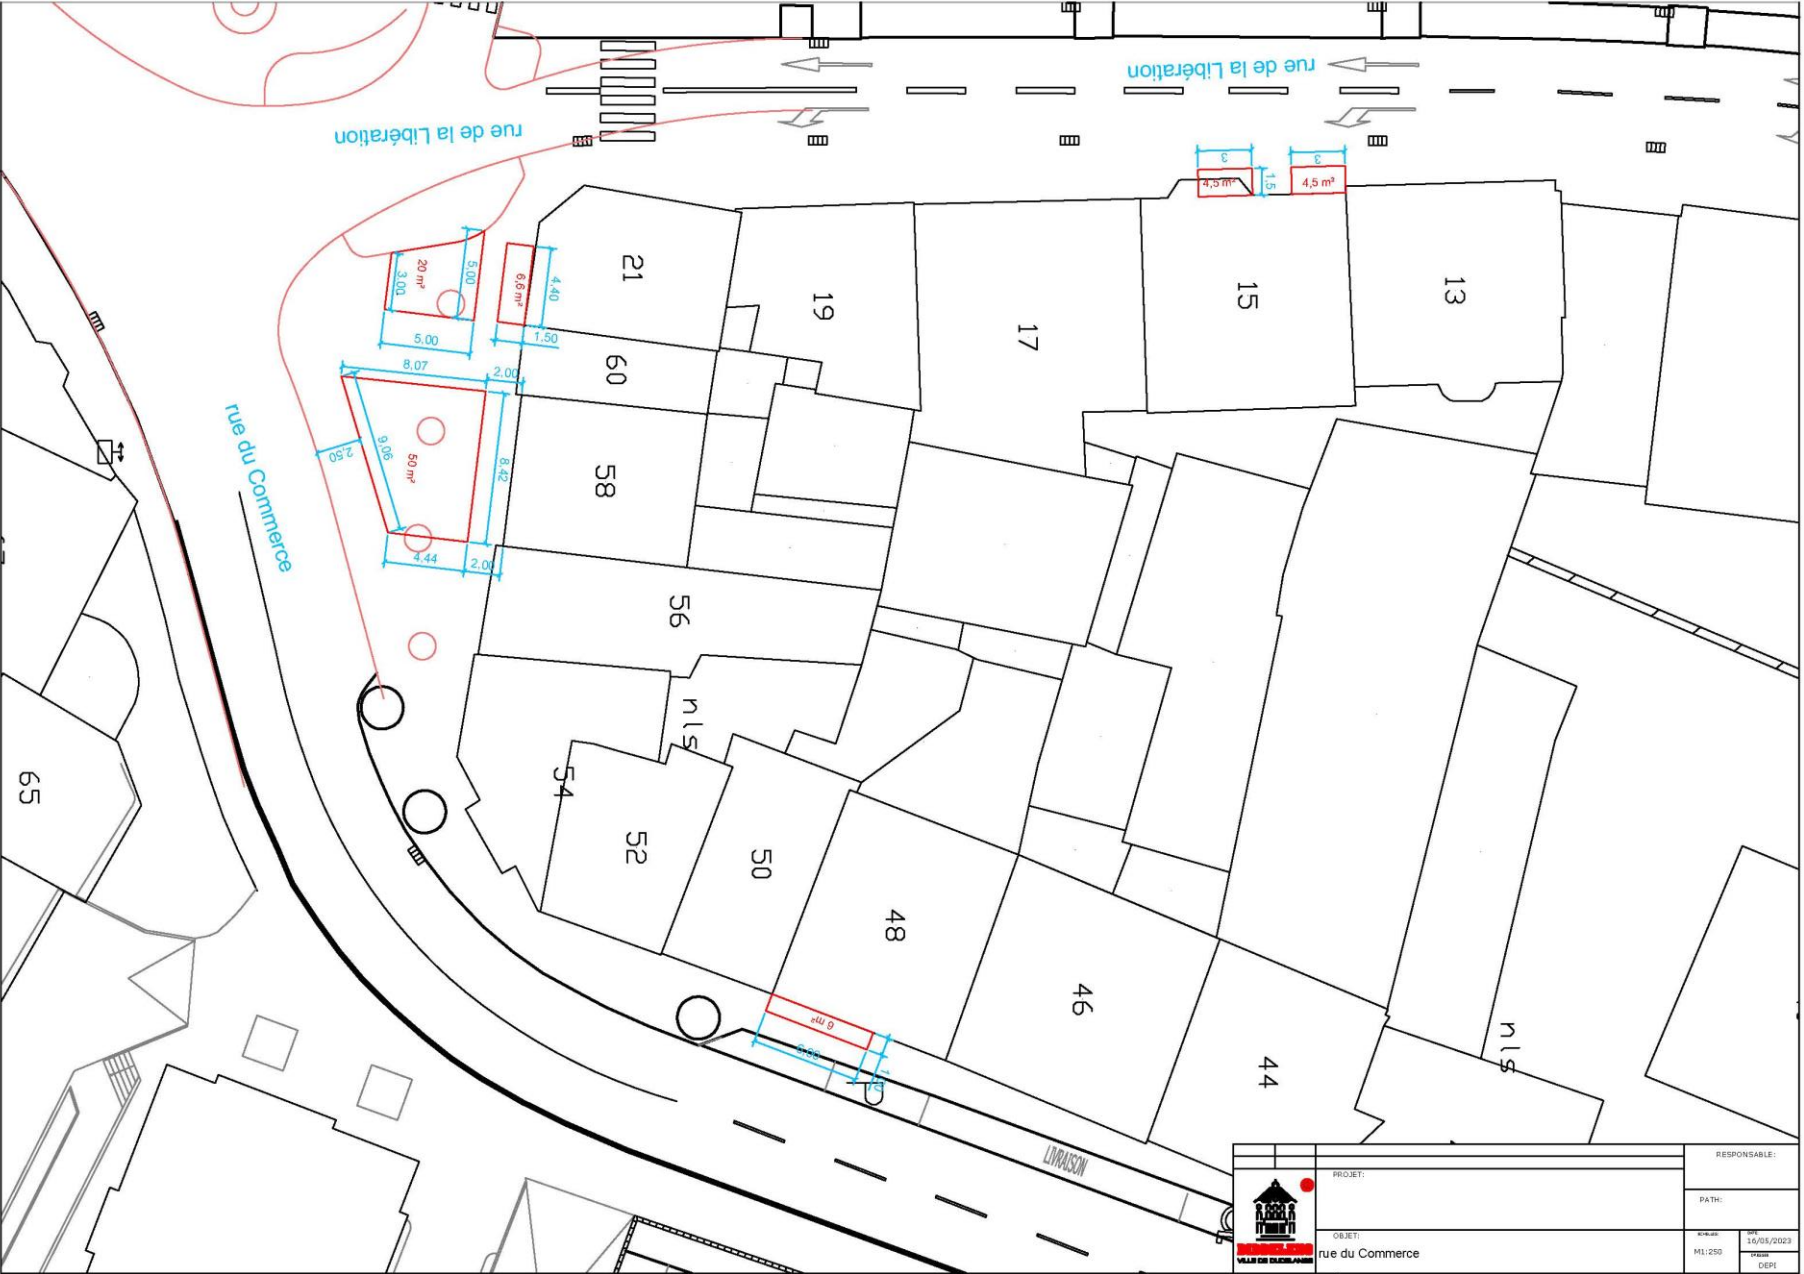 rue de la Libération
rue de la Libération
3
3
4,5 m²
1,5
4,5 m²
20 m²
3,00
5,00
5,00
6,6 m²
4,40
1,50
21
19
17
15
13
8,07
2,00
60
9,06
50 m²
8,42
2,50
58
4,44
2,00
rue du Commerce
56
nls
54
52
50
48
46
44
nls
65
6 m²
P
LIVRAISON
RESPONSABLE:
PROJET:
PATH:
OBJET:
rue du Commerce
M1:250
DATE
16/05/2023
DEPI
VILLE DE DUDELANGE